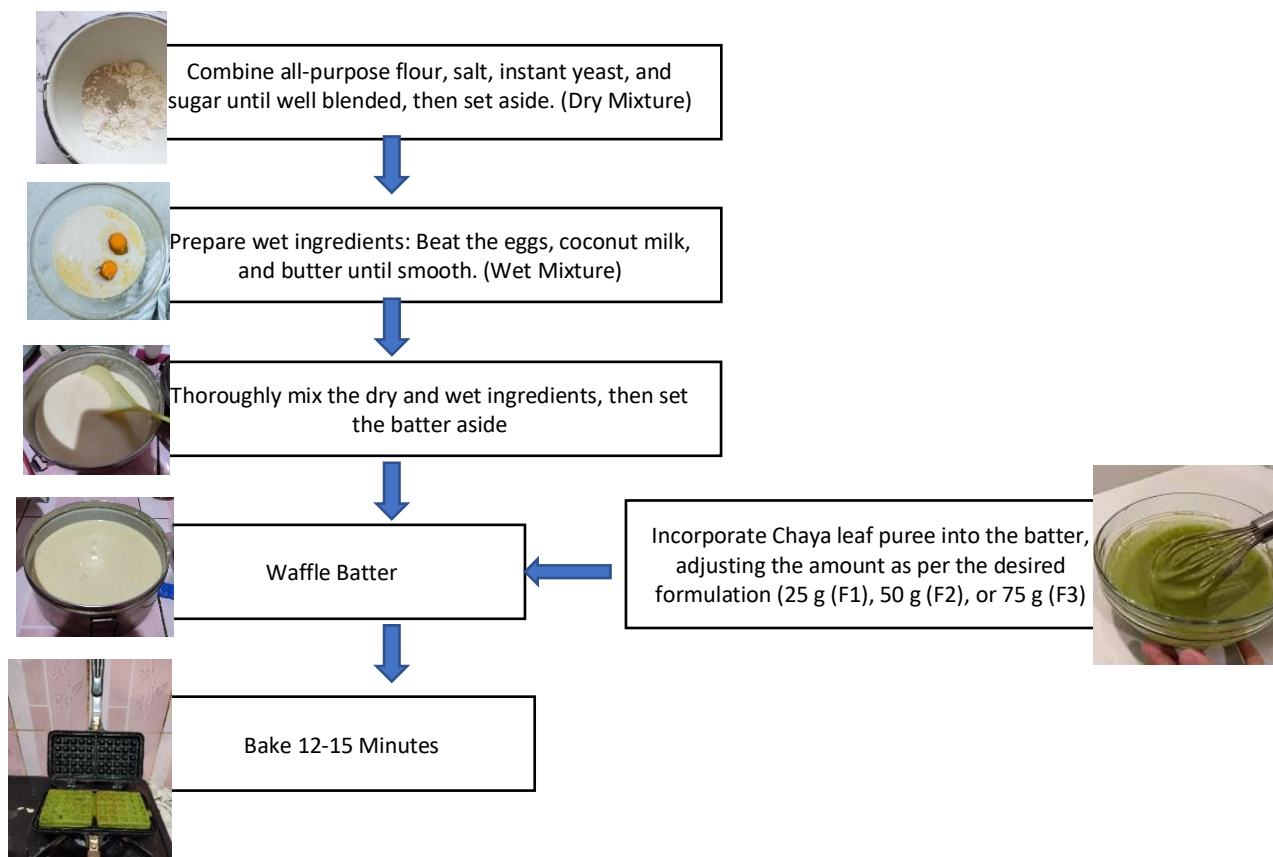 Combine all-purpose flour, salt, instant yeast, and
sugar until well blended, then set aside. (Dry Mixture)
Prepare wet ingredients: Beat the eggs, coconut milk,
and butter until smooth. (Wet Mixture)
Thoroughly mix the dry and wet ingredients, then set
the batter aside
Waffle Batter
Incorporate Chaya leaf puree into the batter,
adjusting the amount as per the desired
formulation (25 g (F1), 50 g (F2), or 75 g (F3)
Bake 12-15 Minutes